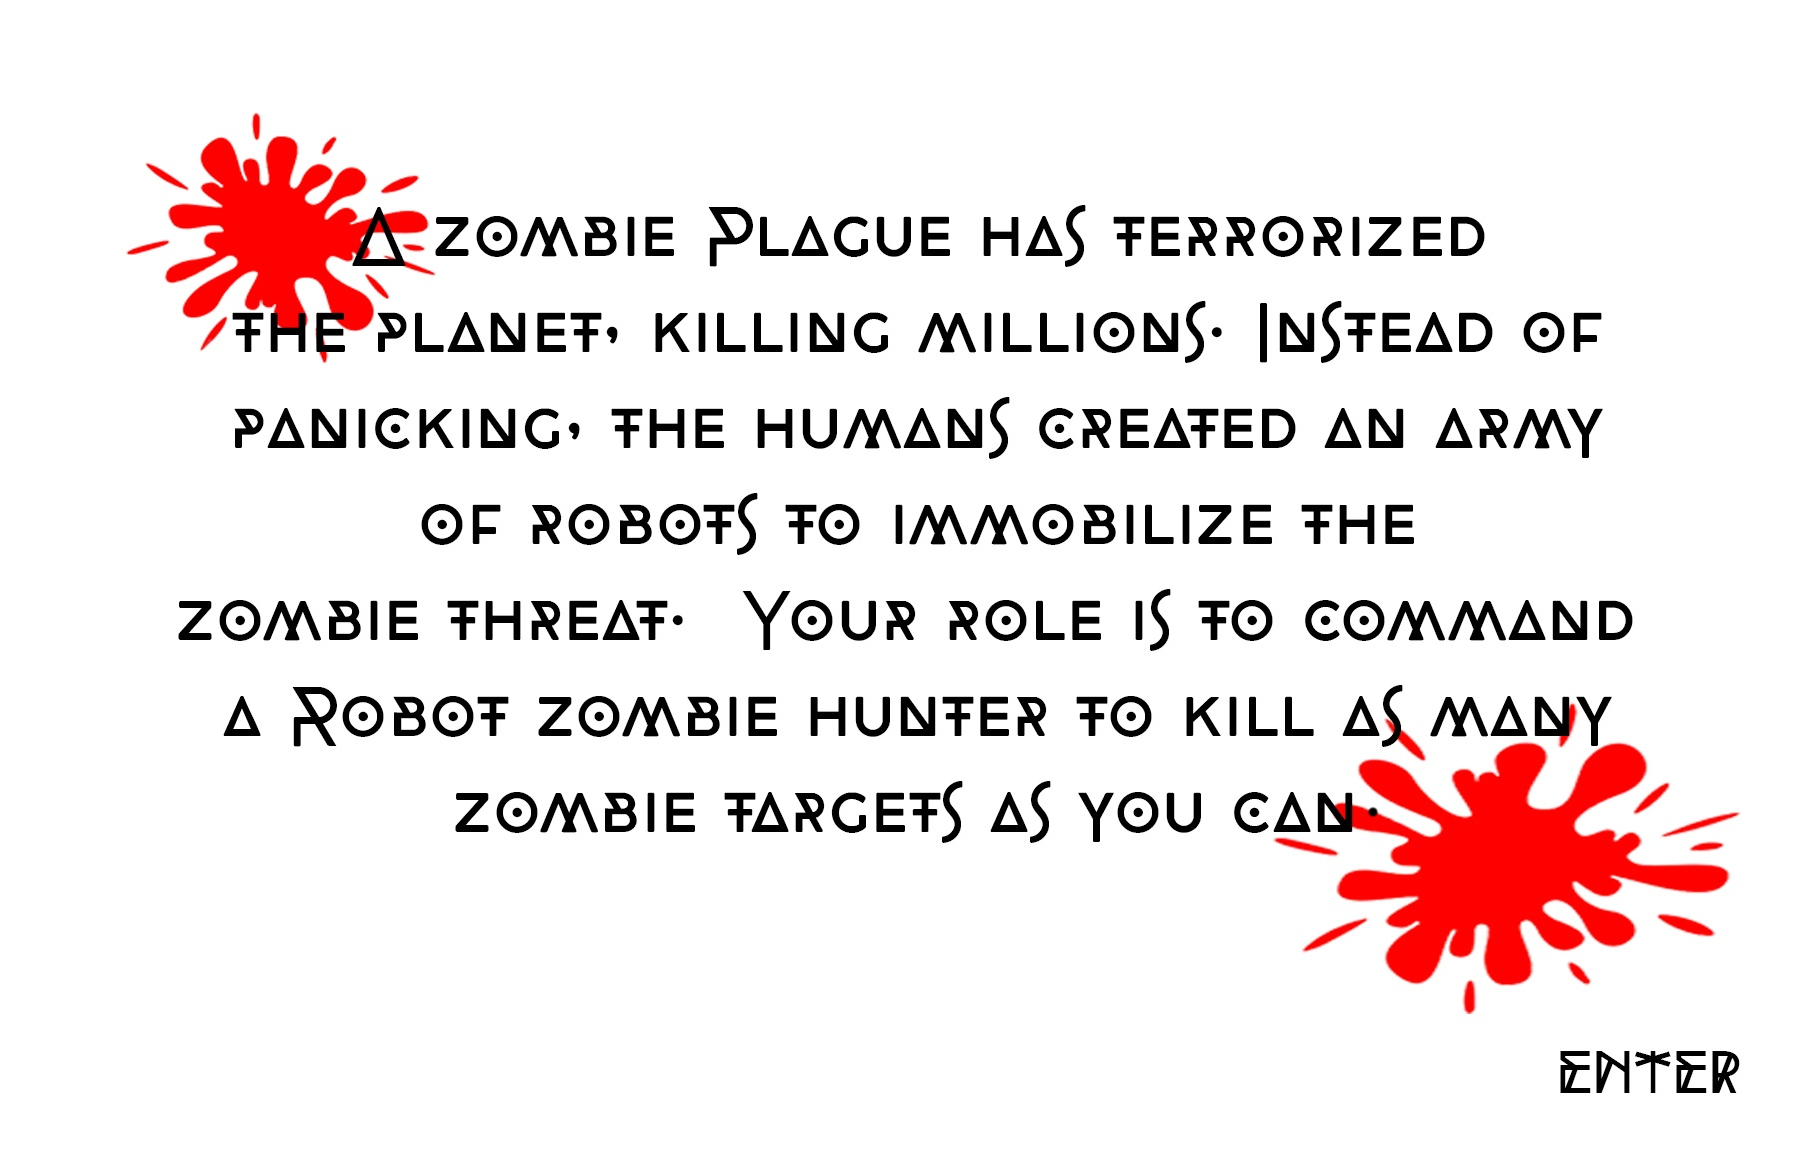 A zombie Plague has terrorized
the planet, killing millions. Instead of
panicking, the humans created an army
of robots to immobilize the
zombie threat.  Your role is to command
a Robot zombie hunter to kill as many
zombie targets as you can.
ENTER